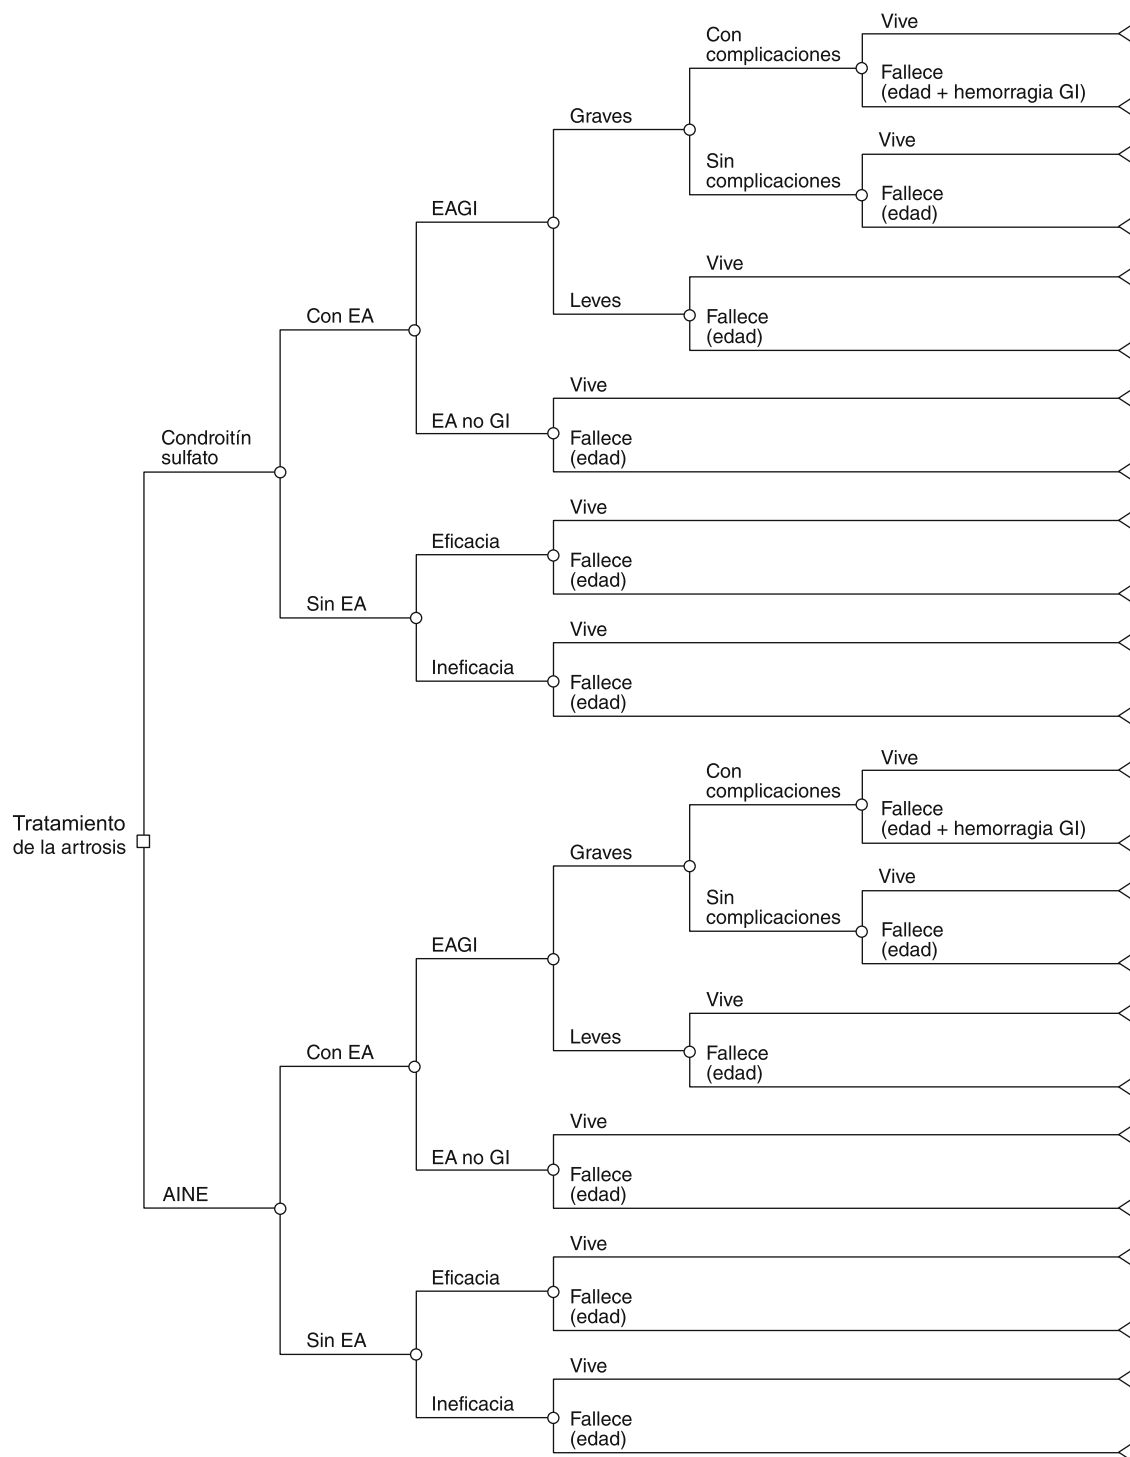 Vive
Con
complicaciones
Fallece
(edad + hemorragia GI)
Graves
Vive
Sin
complicaciones
Fallece
(edad)
EAGI
Vive
Leves
Fallece
(edad)
Con EA
Vive
EA no GI
Fallece
(edad)
Condroitín
sulfato
Vive
Eficacia
Fallece
(edad)
Sin EA
Vive
Ineficacia
Fallece
(edad)
Tratamiento
de la artrosis
Vive
Con
complicaciones
Fallece
(edad + hemorragia GI)
Graves
Vive
Sin
complicaciones
Fallece
(edad)
EAGI
Vive
Leves
Fallece
(edad)
Con EA
Vive
EA no GI
Fallece
(edad)
AINE
Vive
Eficacia
Fallece
(edad)
Sin EA
Vive
Ineficacia
Fallece
(edad)